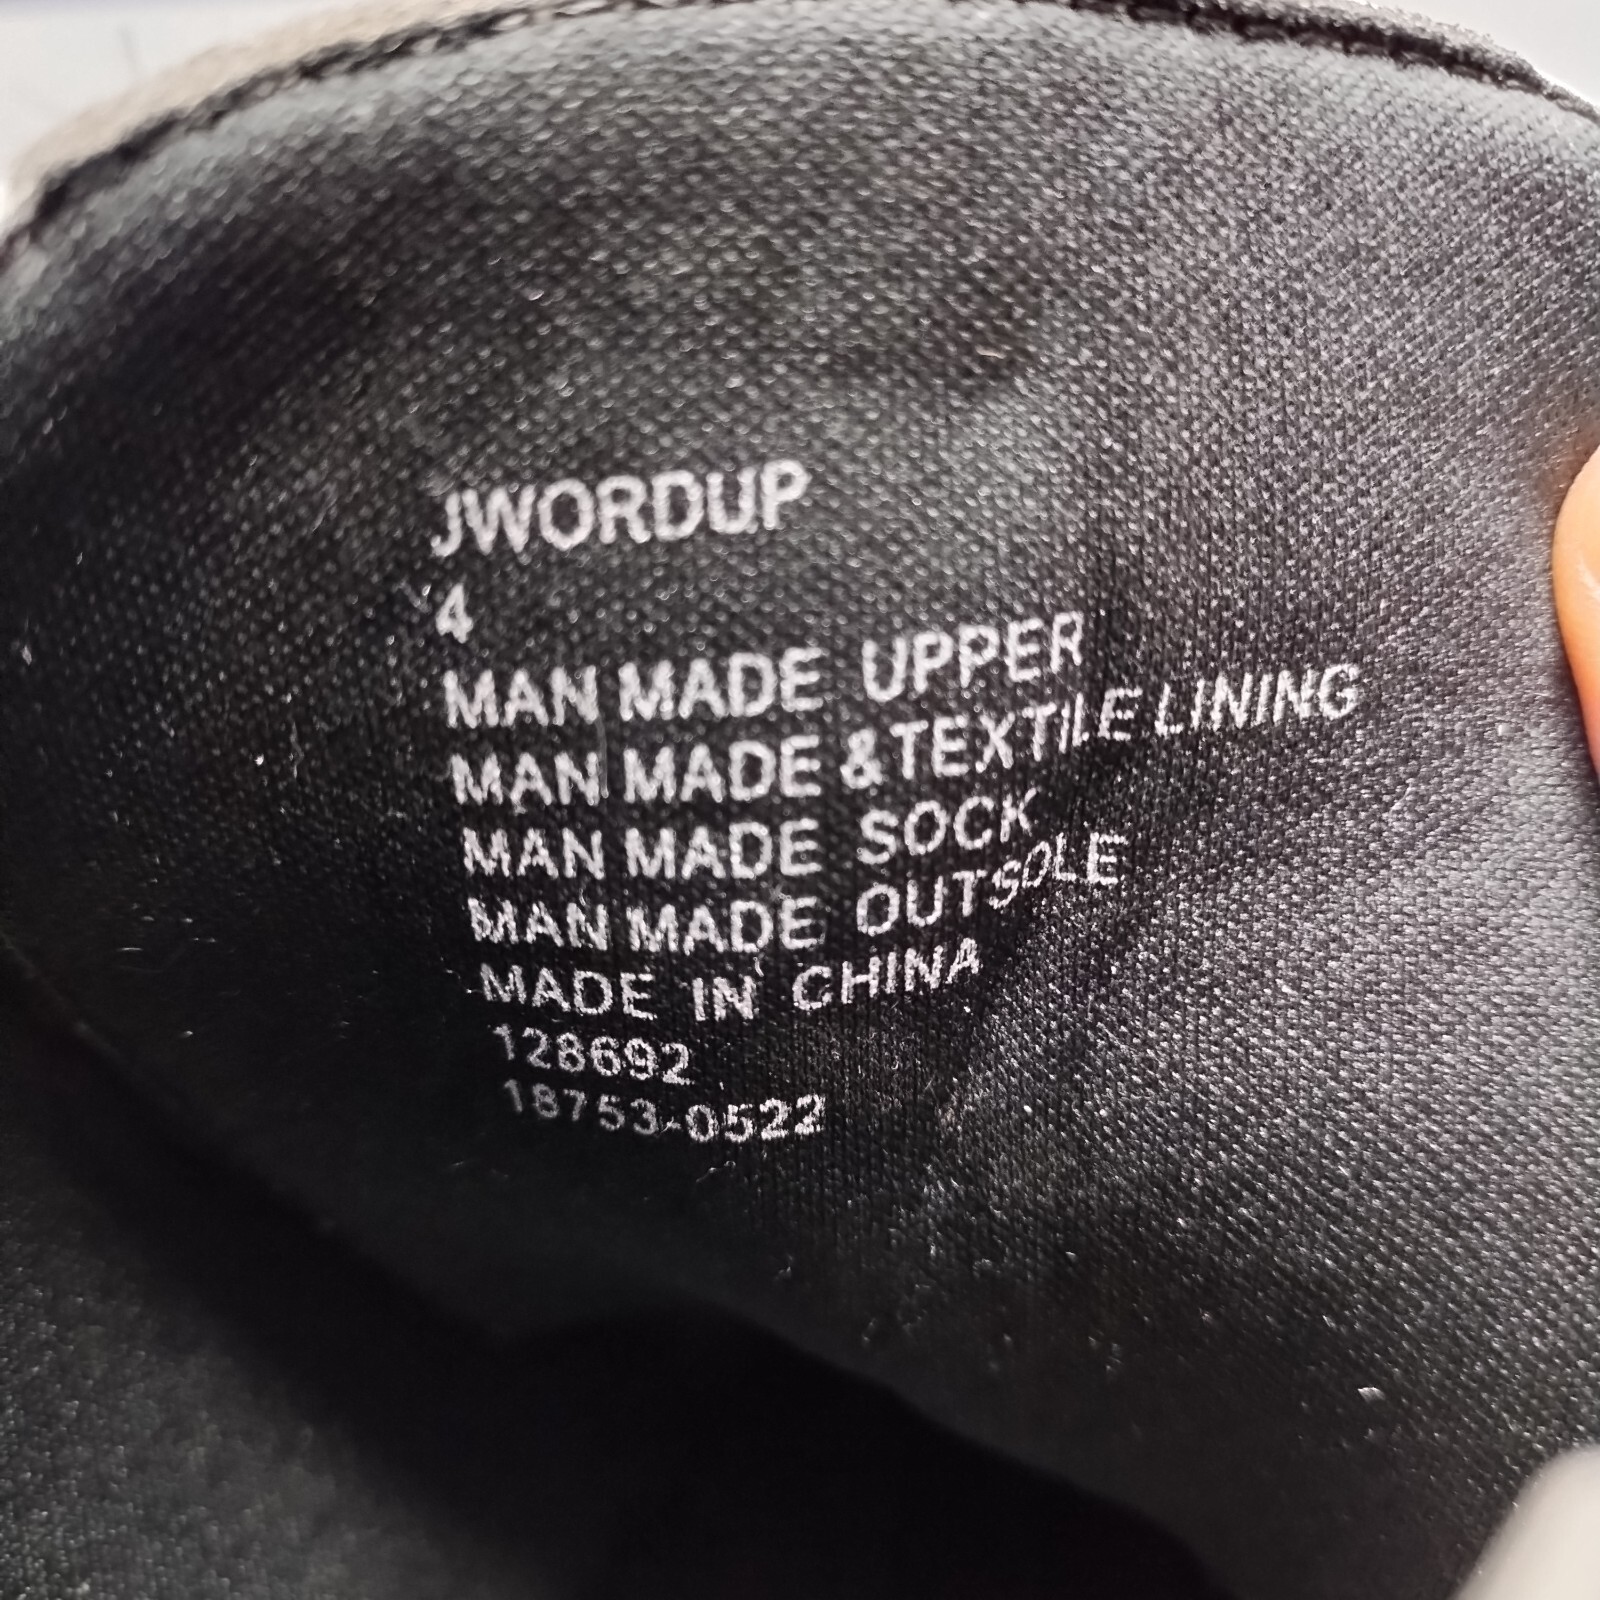 JWORDUP
4
MAN MADE UPPER
MAN MADE &TEXTILE LINING
MAN MADE SOCK
MAN MADE OUTSOLE
MADE IN CHINA
128692
18753-0522